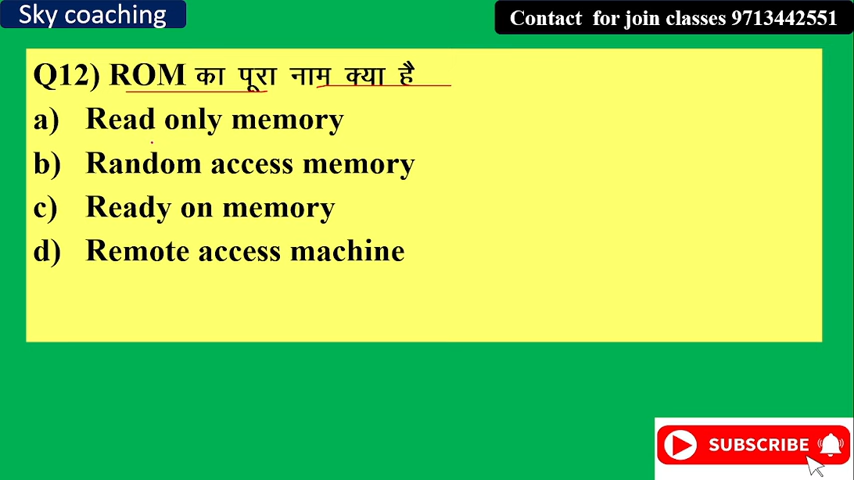 Sky coaching
Contact for join classes 9713442551
Q12) ROM का पूरा नाम क्या है
a) Read only memory
b) Random access memory
c) Ready on memory
d) Remote access machine
SUBSCRIBE